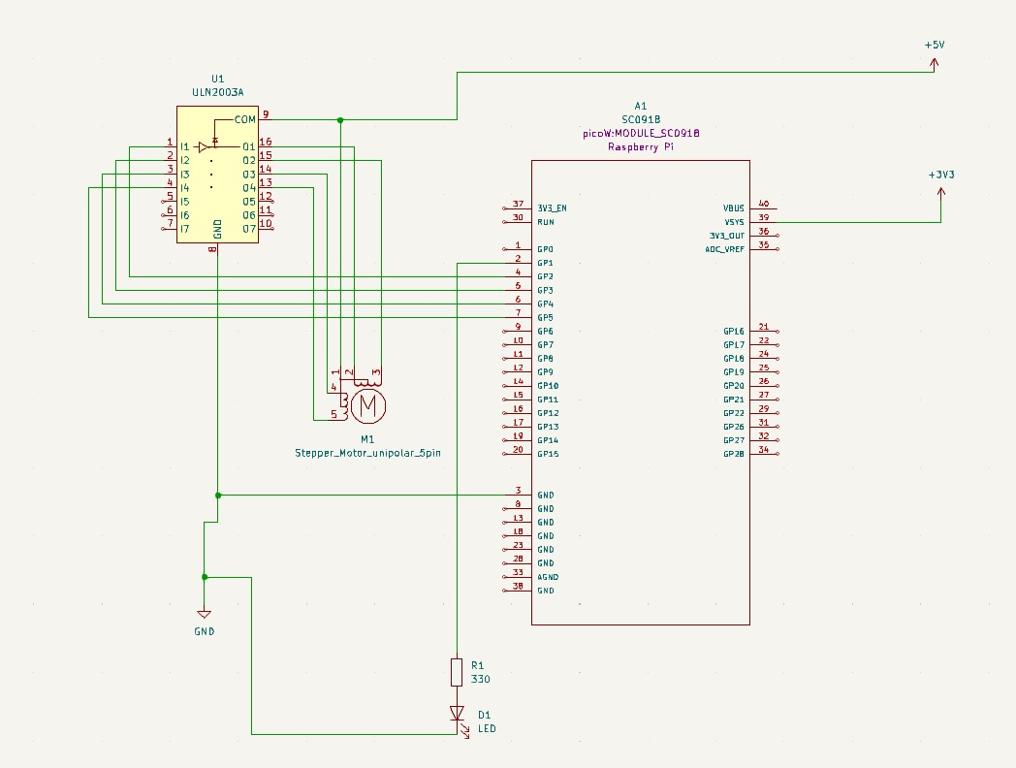 +5V
U1
ULN2003A
COM 9
1 I1 O1 16
2 I2 O2 15
3 I3 O3 14
4 I4 O4 13
5 I5 O5 12
6 I6 O6 11
7 I7 O7 10
GND
8
A1
SC0918
picoW:MODULE_SC0918
Raspberry Pi
+3V3
37 3V3_EN VBUS 40
30 RUN VSYS 39
3V3_OUT 36
1 GP0 ADC_VREF 35
2 GP1
4 GP2
5 GP3
6 GP4
7 GP5
9 GP6 GP16 21
10 GP7 GP17 22
11 GP8 GP18 24
12 GP9 GP19 25
14 GP10 GP20 26
15 GP11 GP21 27
16 GP12 GP22 29
17 GP13 GP26 31
19 GP14 GP27 32
20 GP15 GP28 34
3 GND
8 GND
13 GND
18 GND
23 GND
28 GND
33 AGND
38 GND
1 2 3
4
5
M
M1
Stepper_Motor_unipolar_5pin
GND
R1
330
D1
LED